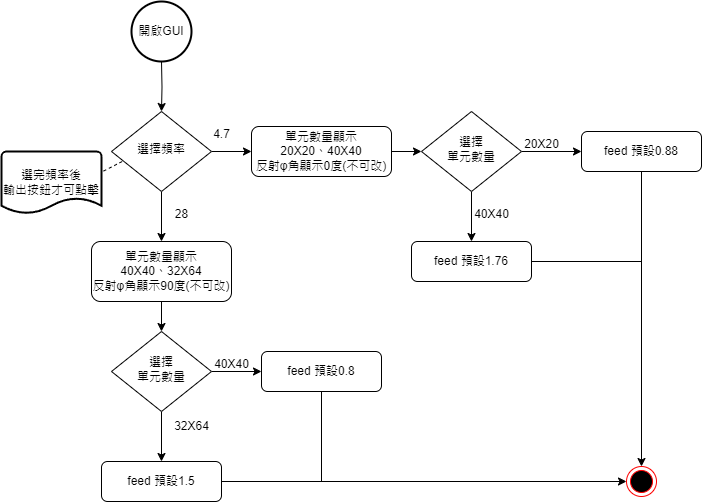 開啟GUI
選擇頻率
4.7
單元數量顯示
20X20、40X40
反射φ角顯示0度(不可改)
選擇
單元數量
20X20
feed 預設0.88
選完頻率後
輸出按鈕才可點擊
28
40X40
feed 預設1.76
單元數量顯示
40X40、32X64
反射φ角顯示90度(不可改)
選擇
單元數量
40X40
feed 預設0.8
32X64
feed 預設1.5